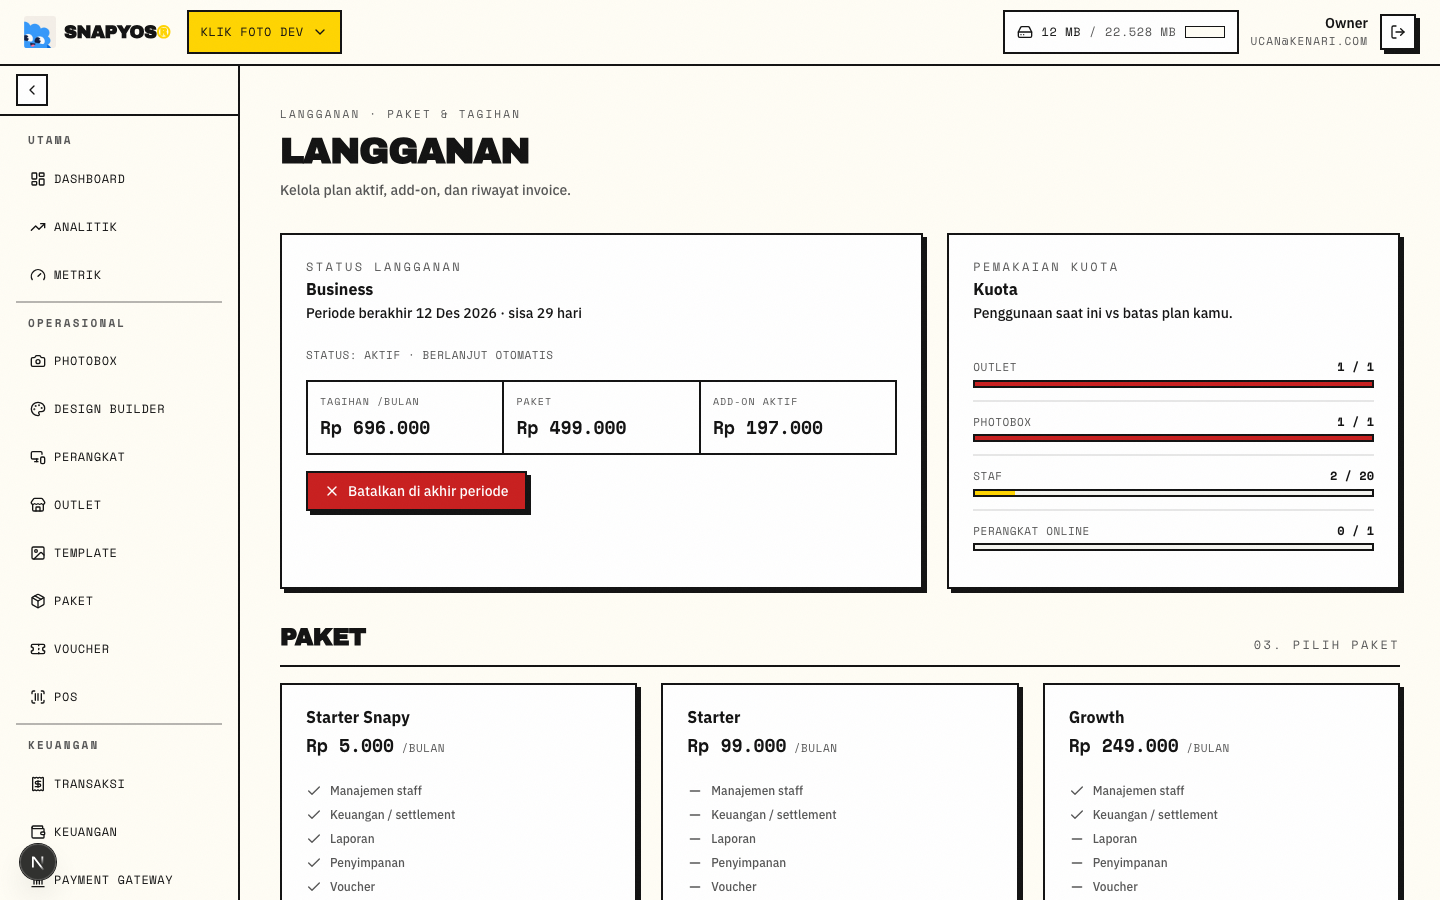 SNAPYOS®
KLIK FOTO DEV
12 MB / 22.528 MB
Owner
UCAN@KENARI.COM
UTAMA
DASHBOARD
ANALITIK
METRIK
OPERASIONAL
PHOTOBOX
DESIGN BUILDER
PERANGKAT
OUTLET
TEMPLATE
PAKET
VOUCHER
POS
KEUANGAN
TRANSAKSI
KEUANGAN
N
PAYMENT GATEWAY
LANGGANAN · PAKET & TAGIHAN
LANGGANAN
Kelola plan aktif, add-on, dan riwayat invoice.
STATUS LANGGANAN
Business
Periode berakhir 12 Des 2026 · sisa 29 hari
STATUS: AKTIF · BERLANJUT OTOMATIS
TAGIHAN /BULAN
Rp 696.000
PAKET
Rp 499.000
ADD-ON AKTIF
Rp 197.000
Batalkan di akhir periode
PEMAKAIAN KUOTA
Kuota
Penggunaan saat ini vs batas plan kamu.
OUTLET 1 / 1
PHOTOBOX 1 / 1
STAF 2 / 20
PERANGKAT ONLINE 0 / 1
PAKET
03. PILIH PAKET
Starter Snapy
Rp 5.000 /BULAN
Manajemen staff
Keuangan / settlement
Laporan
Penyimpanan
Voucher
Starter
Rp 99.000 /BULAN
Manajemen staff
Keuangan / settlement
Laporan
Penyimpanan
Voucher
Growth
Rp 249.000 /BULAN
Manajemen staff
Keuangan / settlement
Laporan
Penyimpanan
Voucher